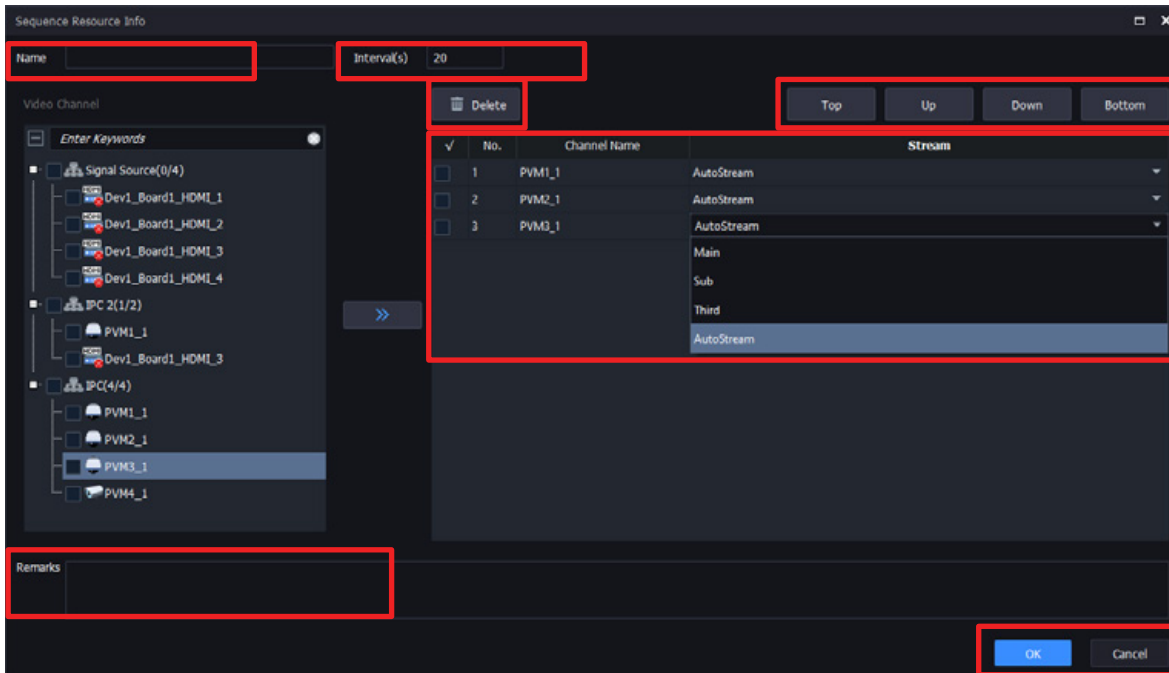 Sequence Resource Info
Name
Interval(s) 20
Video Channel
Delete
Top Up Down Bottom
Enter Keywords
Signal Source(0/4)
Dev1_Board1_HDMI_1
Dev1_Board1_HDMI_2
Dev1_Board1_HDMI_3
Dev1_Board1_HDMI_4
IPC 2(1/2)
PVM1_1
Dev1_Board1_HDMI_3
IPC(4/4)
PVM1_1
PVM2_1
PVM3_1
PVM4_1
√ No. Channel Name Stream
1 PVM1_1 AutoStream
2 PVM2_1 AutoStream
3 PVM3_1 AutoStream
Main
Sub
Third
AutoStream
Remarks
OK Cancel